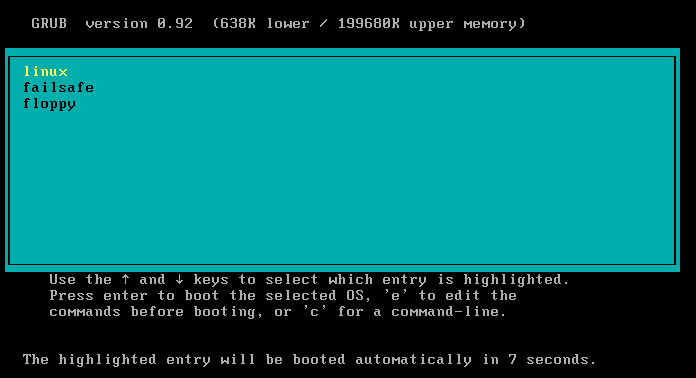 GRUB  version 0.92  (638K lower / 199680K upper memory)
linux
failsafe
floppy
Use the ↑ and ↓ keys to select which entry is highlighted.
Press enter to boot the selected OS, 'e' to edit the
commands before booting, or 'c' for a command-line.
The highlighted entry will be booted automatically in 7 seconds.